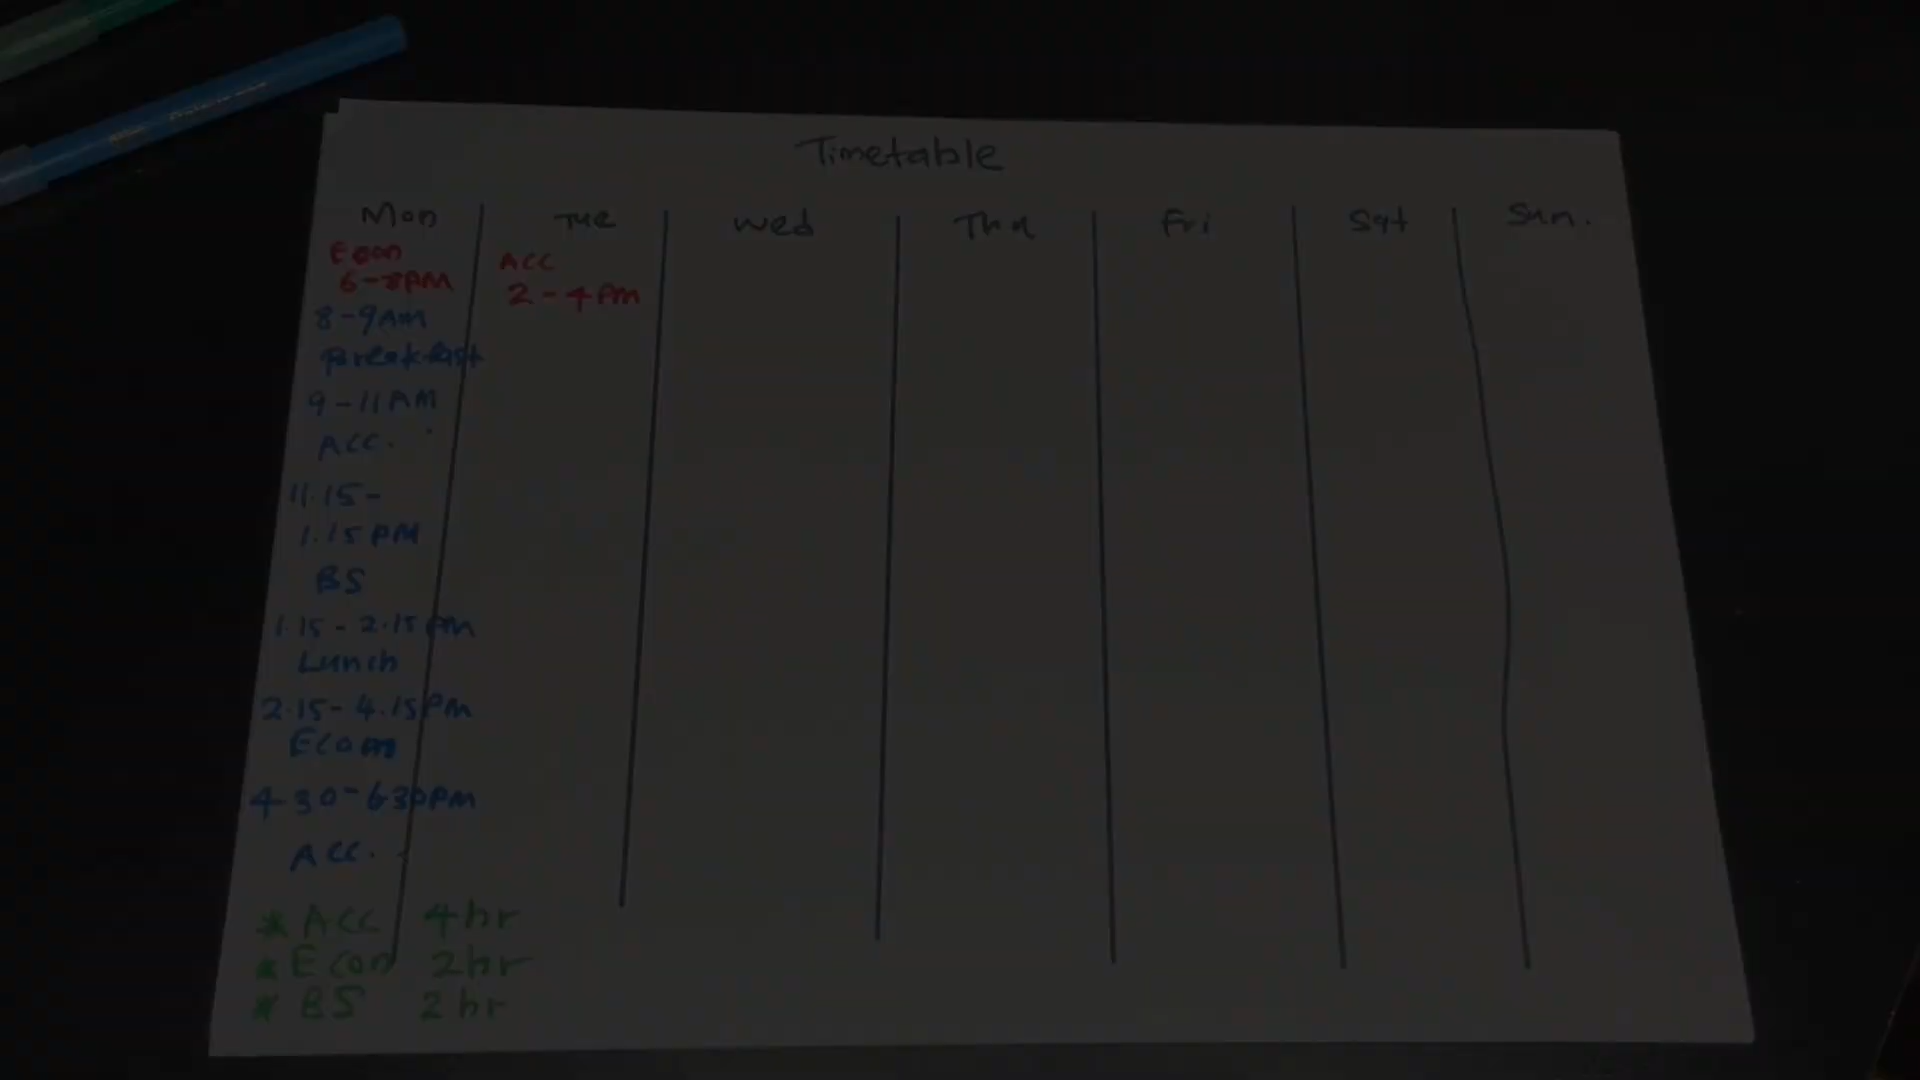 Timetable
Mon Tue Wed Thu Fri Sat Sun.
Econ
6-8PM
ACC
2-4PM
8-9AM
Breakfast
9-11AM
ACC.
11.15-
1.15PM
BS
1.15-2.15PM
Lunch
2.15-4.15PM
Econ
4.30-6.30PM
ACC.
* Acc 4hr
* Econ 2hr
* BS 2hr